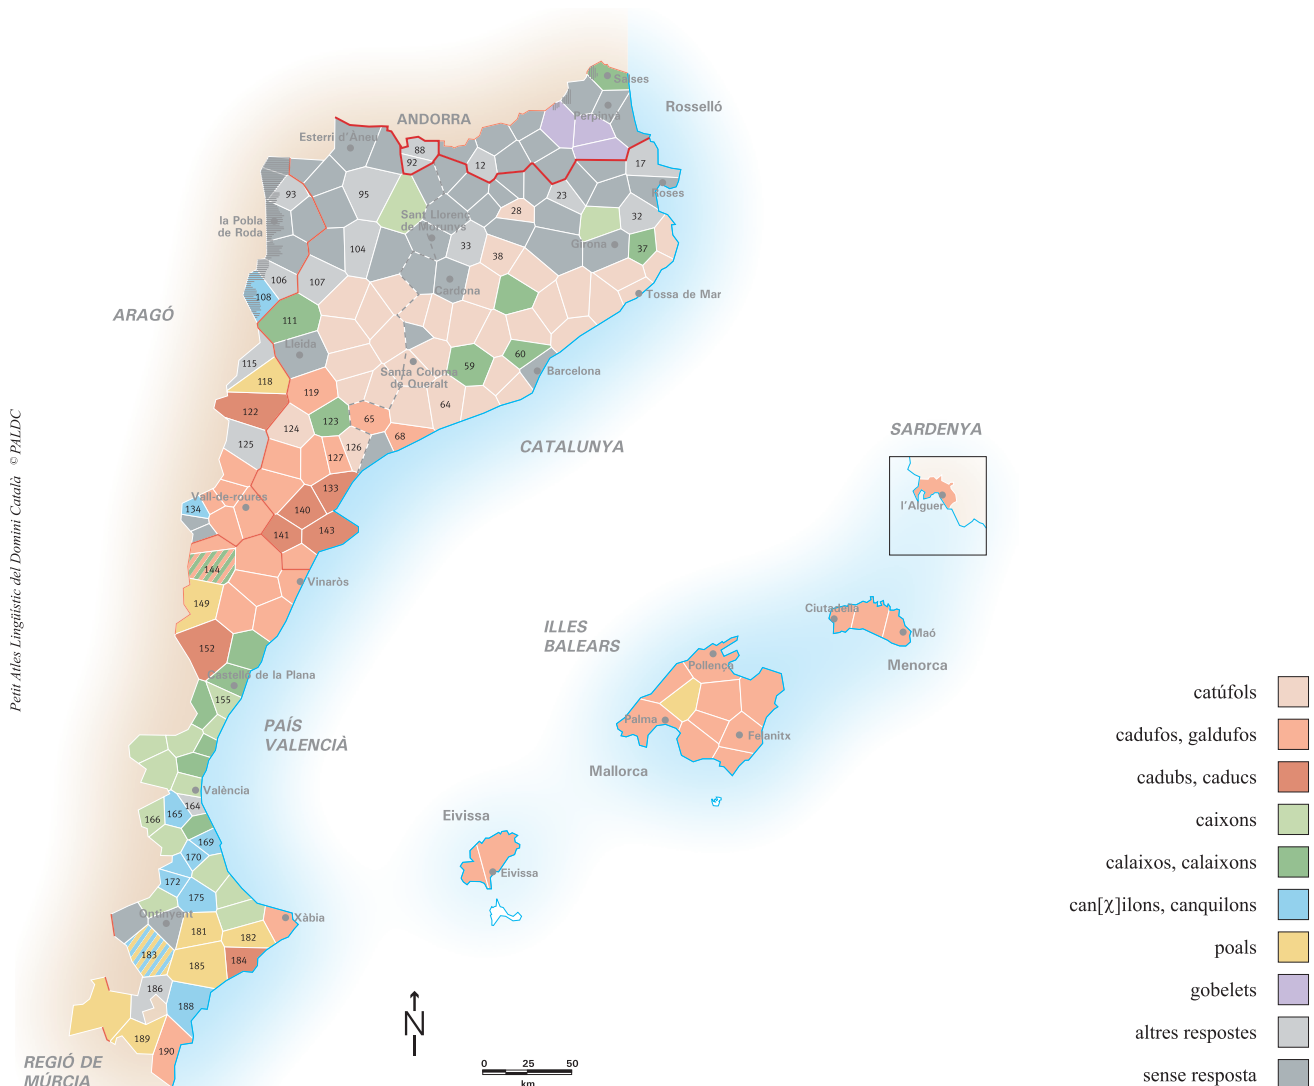 Salses
Rosselló
Perpinyà
ANDORRA
Esterri d'Àneu
88
92
12
17
Roses
93
95
23
28
32
la Pobla
de Roda
Sant Llorenç
de Morunys
104
33
38
Girona
37
106
107
Cardona
108
Tossa de Mar
ARAGÓ
111
Lleida
60
115
59
Santa Coloma
de Queralt
Barcelona
118
119
64
122
123
65
124
68
125
126
127
CATALUNYA
SARDENYA
133
Vall-de-roures
134
140
l'Alguer
141
143
144
Vinaròs
149
152
ILLES
BALEARS
Ciutadella
Maó
Menorca
Pollença
Castelló de la Plana
155
PAÍS
VALENCIÀ
Palma
Felanitx
Mallorca
València
164
165
166
169
170
172
175
Eivissa
Eivissa
Ontinyent
Xàbia
181
182
183
184
185
186
188
189
190
REGIÓ DE
MÚRCIA
N
0 25 50
km
catúfols
cadufos, galdufos
cadubs, caducs
caixons
calaixos, calaixons
can[χ]ilons, canquilons
poals
gobelets
altres respostes
sense resposta
Petit Atles Lingüístic del Domini Català © PALDC